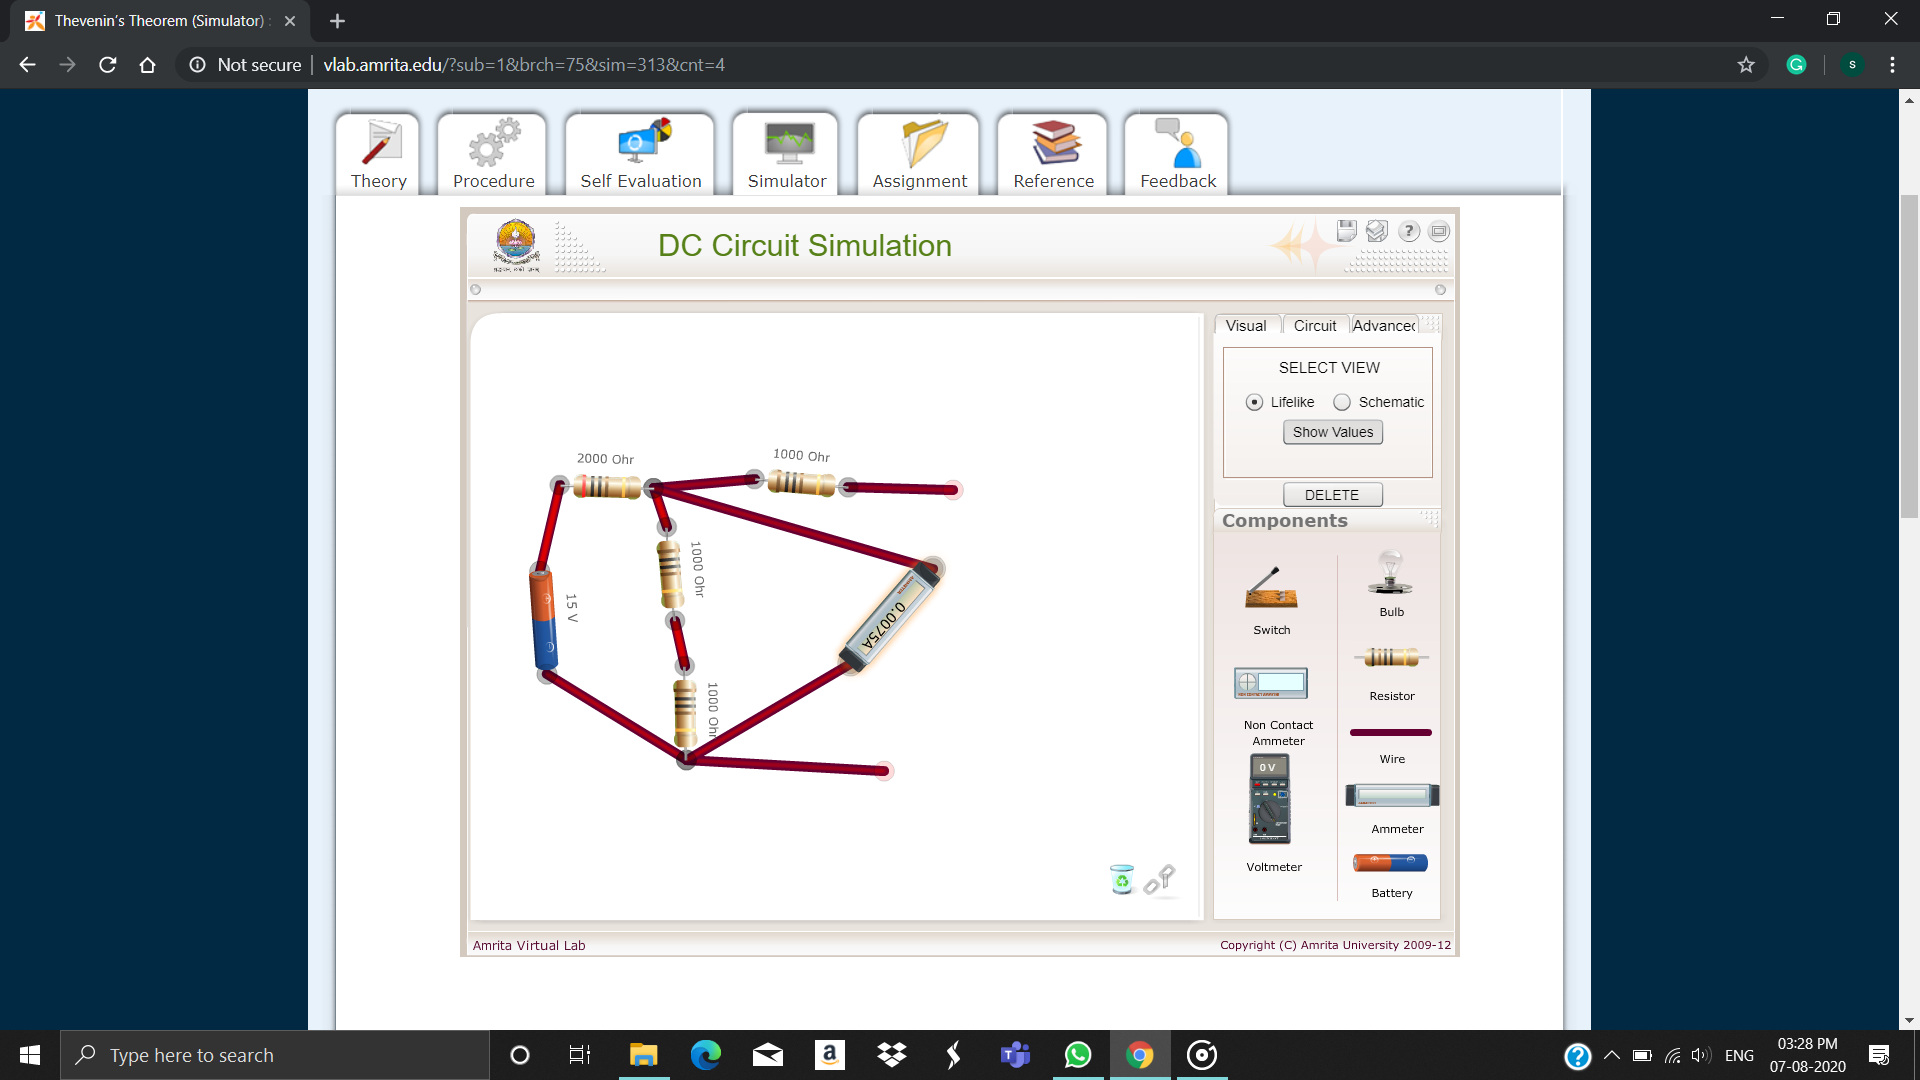 Thevenin's Theorem (Simulator) :
Not secure
vlab.amrita.edu/?sub=1&brch=75&sim=313&cnt=4
s
Theory
Procedure
Self Evaluation
Simulator
Assignment
Reference
Feedback
DC Circuit Simulation
?
Visual
Circuit
Advancec
SELECT VIEW
Lifelike
Schematic
Show Values
DELETE
Components
2000 Ohr
1000 Ohr
1000 Ohr
15 V
0.0075A
1000 Ohr
Switch
Bulb
Non Contact
Ammeter
Resistor
Wire
0 V
Ammeter
Voltmeter
Battery
Amrita Virtual Lab
Copyright (C) Amrita University 2009-12
Type here to search
ENG
03:28 PM
07-08-2020